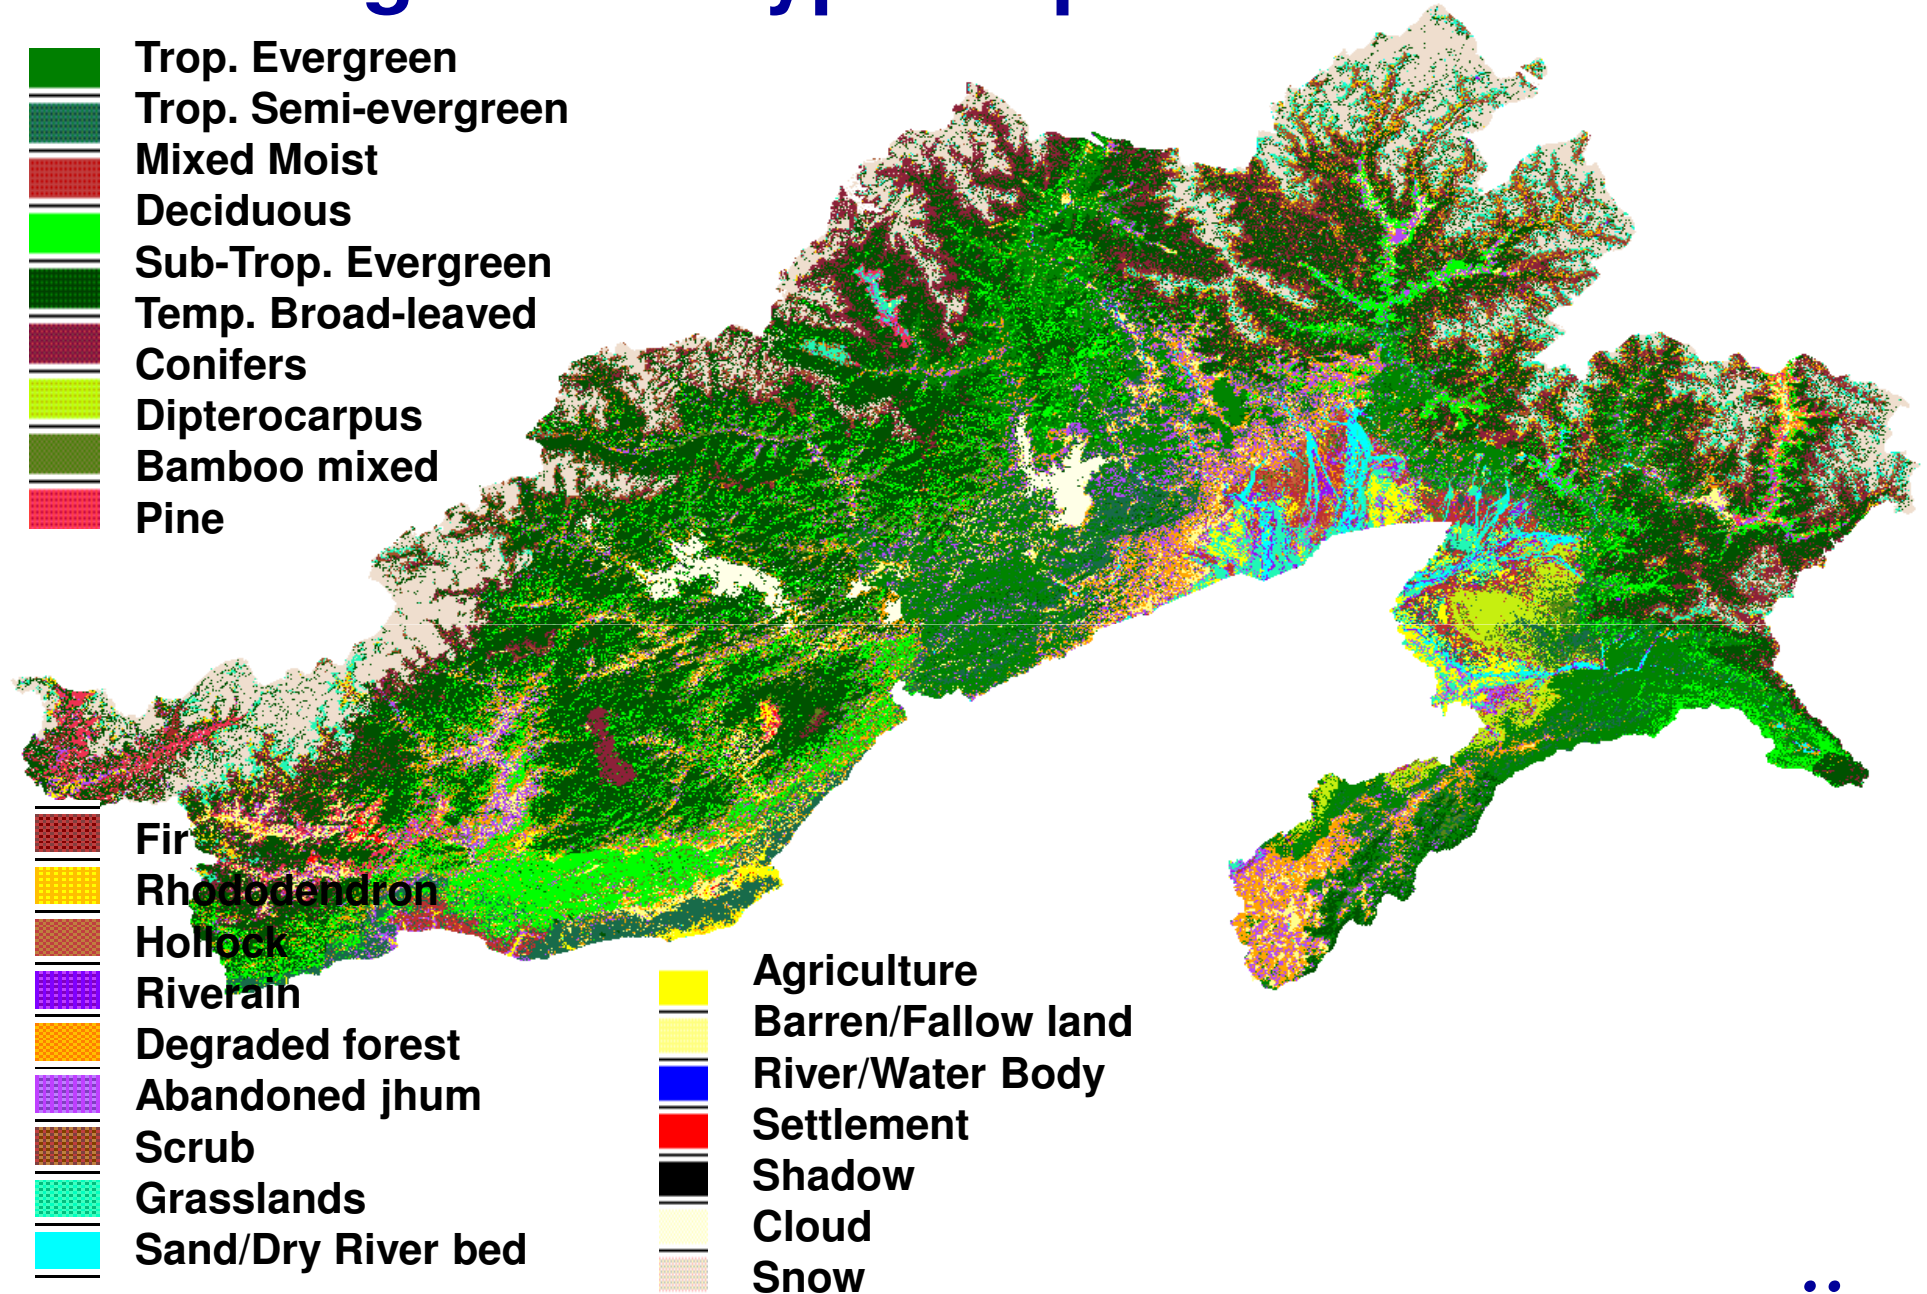 Trop. Evergreen
Trop. Semi-evergreen
Mixed Moist
Deciduous
Sub-Trop. Evergreen
Temp. Broad-leaved
Conifers
Dipterocarpus
Bamboo mixed
Pine
Fir
Rhododendron
Hollock
Riverain
Degraded forest
Abandoned jhum
Scrub
Grasslands
Sand/Dry River bed
Agriculture
Barren/Fallow land
River/Water Body
Settlement
Shadow
Cloud
Snow